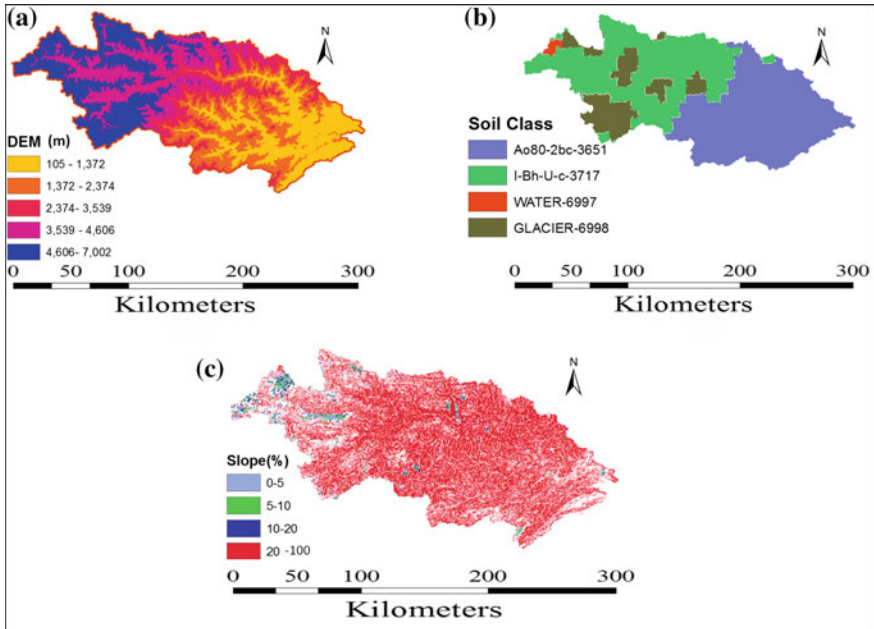 (a)
N
DEM (m)
105 - 1,372
1,372 - 2,374
2,374 - 3,539
3,539 - 4,606
4,606- 7,002
0 50 100 200 300
Kilometers
(b)
N
Soil Class
Ao80-2bc-3651
I-Bh-U-c-3717
WATER-6997
GLACIER-6998
0 50 100 200 300
Kilometers
(c)
N
Slope(%)
0-5
5-10
10-20
20 -100
0 50 100 200 300
Kilometers